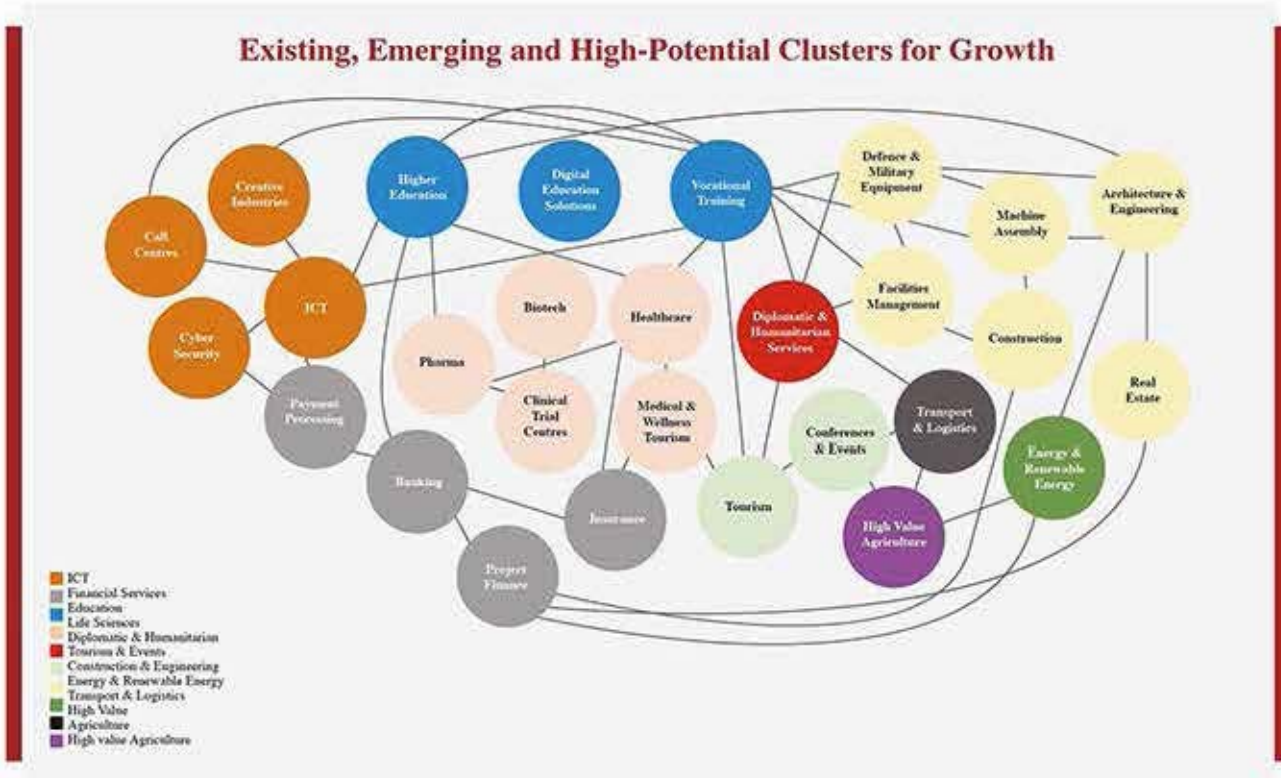 Existing, Emerging and High-Potential Clusters for Growth
Creative
Industries
Higher
Education
Digital
Education
Solutions
Vocational
Training
Defence &
Military
Equipment
Machine
Assembly
Architecture &
Engineering
Call
Centres
ICT
Cyber
Security
Biotech
Healthcare
Pharma
Clinical
Trial
Centres
Medical &
Wellness
Tourism
Diplomatic &
Humanitarian
Services
Facilities
Management
Construction
Real
Estate
Payment
Processing
Banking
Insurance
Project
Finance
Tourism
Conferences
& Events
Transport
& Logistics
High Value
Agriculture
Energy &
Renewable
Energy
ICT
Financial Services
Education
Life Sciences
Diplomatic & Humanitarian
Tourism & Events
Construction & Engineering
Energy & Renewable Energy
Transport & Logistics
High Value
Agriculture
High value Agriculture